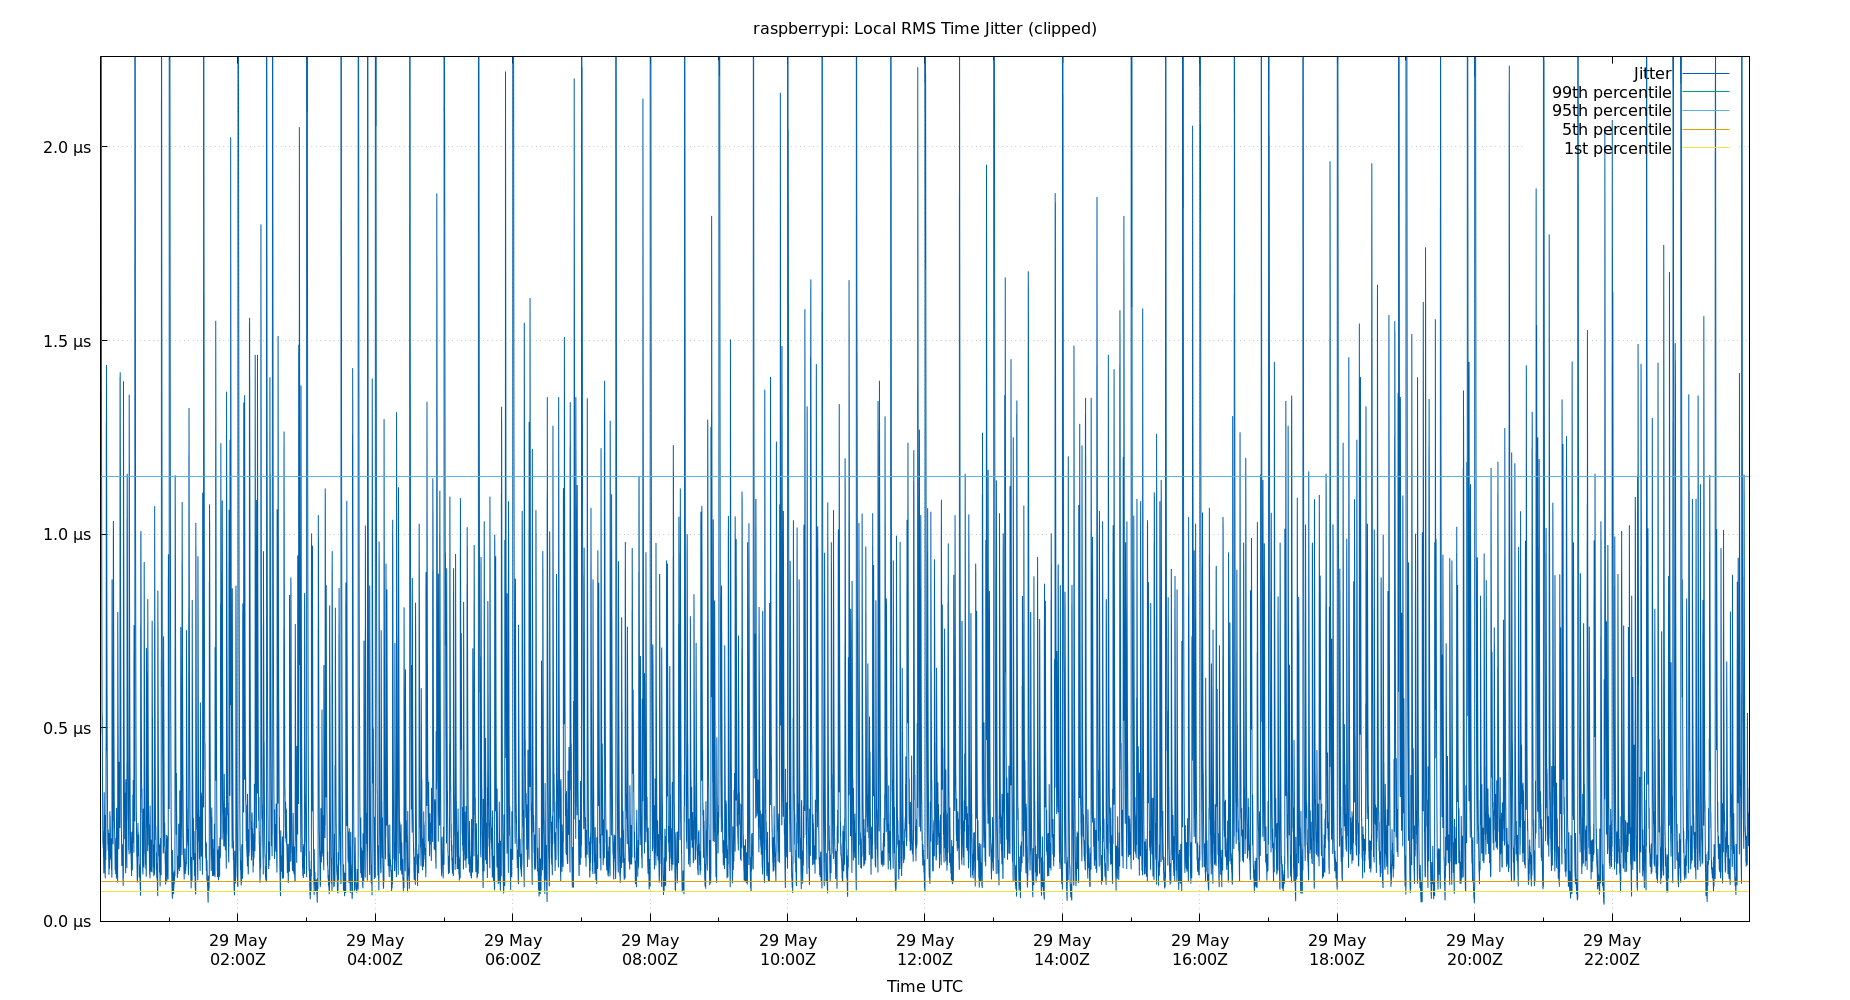 raspberrypi: Local RMS Time Jitter (clipped)
Jitter
99th percentile
95th percentile
5th percentile
1st percentile
2.0 µs
1.5 µs
1.0 µs
0.5 µs
0.0 µs
29 May 29 May 29 May 29 May 29 May 29 May 29 May 29 May 29 May 29 May 29 May
02:00Z 04:00Z 06:00Z 08:00Z 10:00Z 12:00Z 14:00Z 16:00Z 18:00Z 20:00Z 22:00Z
Time UTC